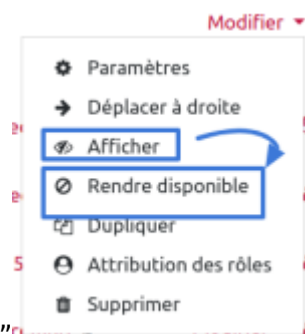 Modifier
Paramètres
Déplacer à droite
Afficher
Rendre disponible
Dupliquer
Attribution des rôles
Supprimer
"